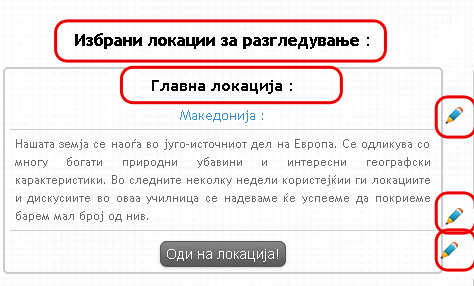 Избрани локации за разгледување :
Главна локација :
Македонија :
Нашата земја се наоѓа во југо-источниот дел на Европа. Се одликува со
многу богати природни убавини и интересни географски
карактеристики. Во следните неколку недели користејќии ги локациите
и дискусиите во оваа училница се надеваме ќе успееме да покриеме
барем мал број од нив.
Оди на локација!